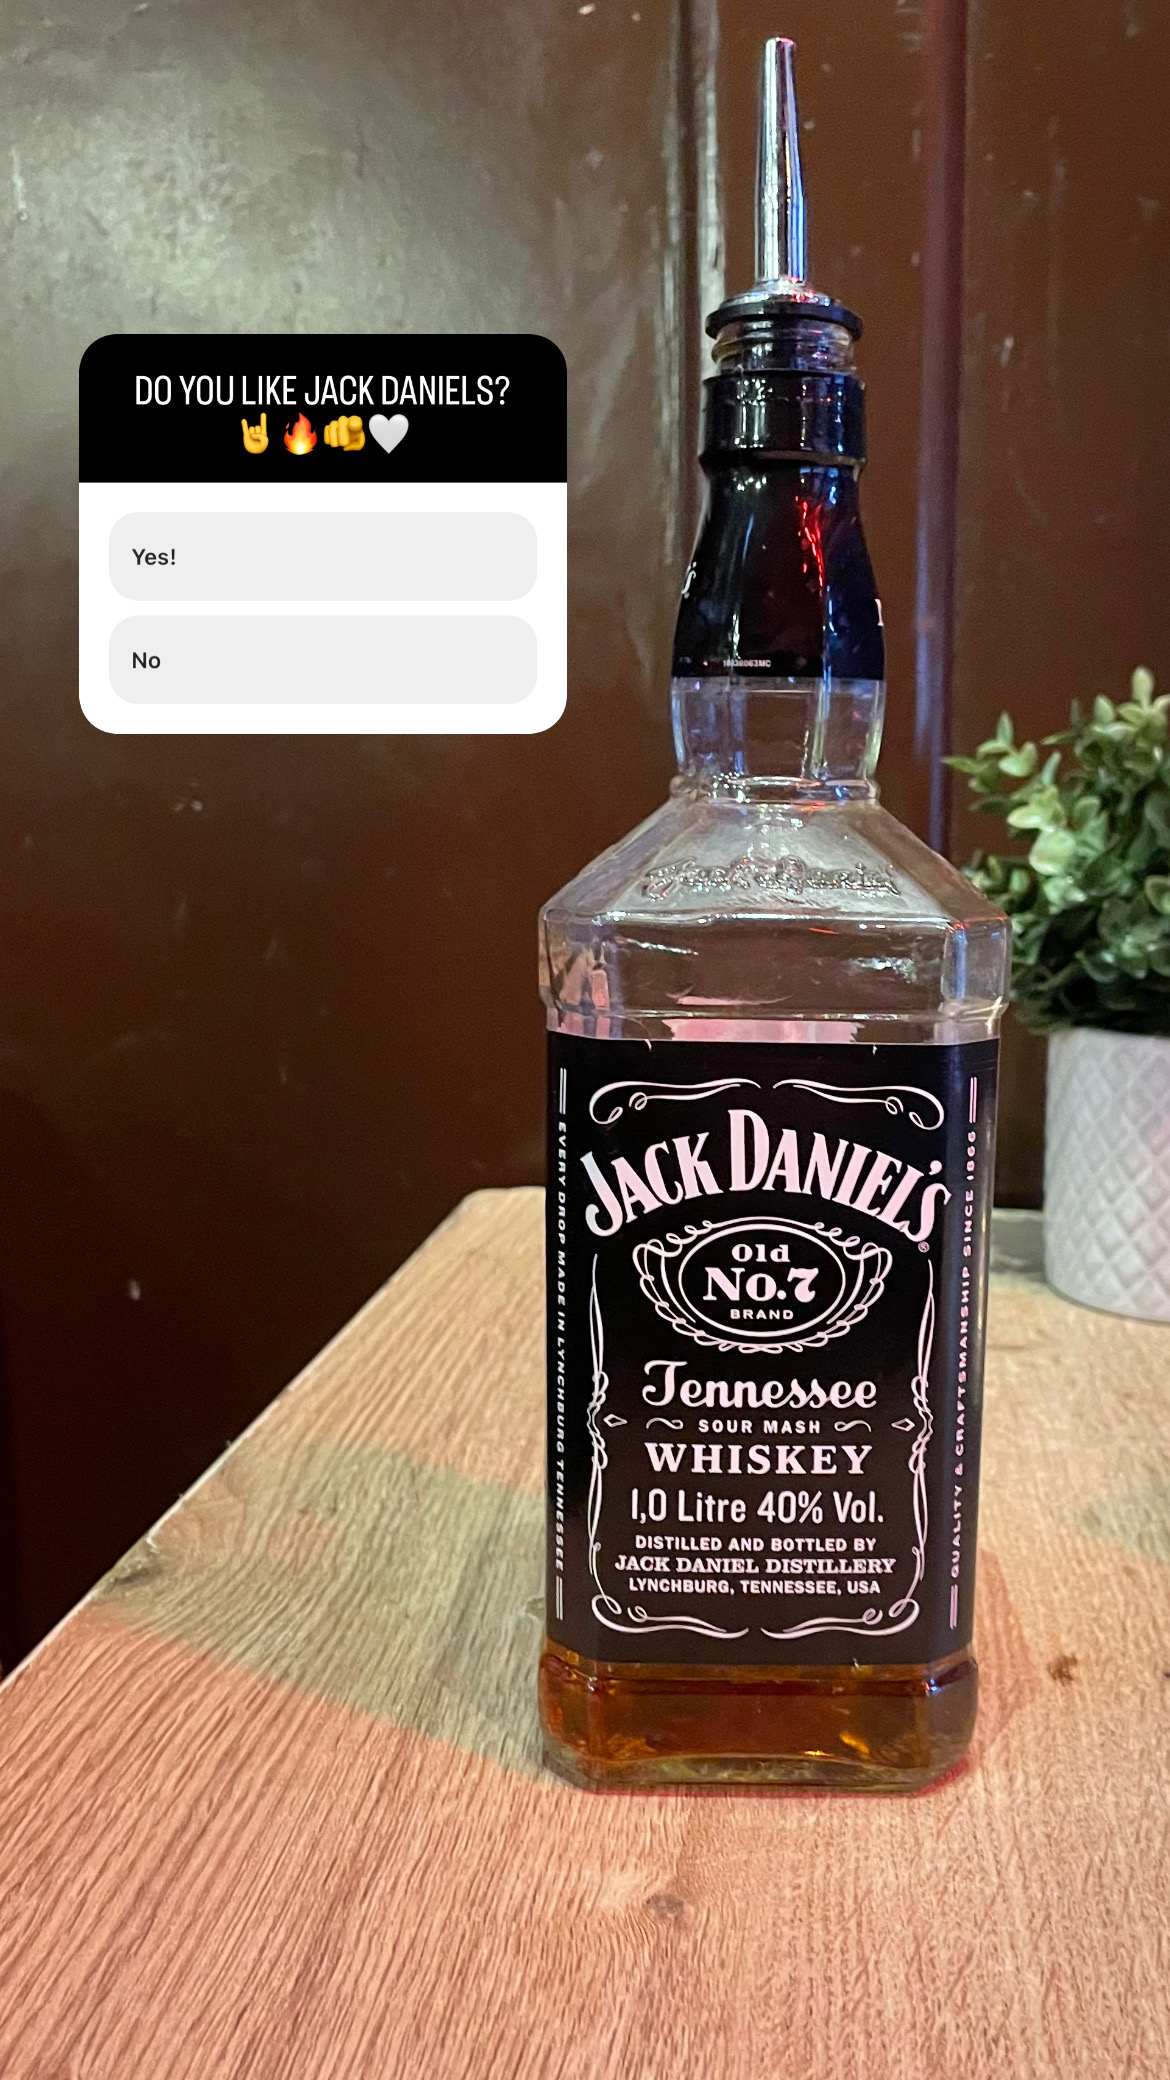 DO YOU LIKE JACK DANIELS?
🤘🔥🫵🤍
Yes!
No
Jack Daniel
EVERY DROP MADE IN LYNCHBURG TENNESSEE
JACK DANIEL'S
®
Old
No.7
BRAND
Tennessee
SOUR MASH
WHISKEY
1,0 Litre 40% Vol.
DISTILLED AND BOTTLED BY
JACK DANIEL DISTILLERY
LYNCHBURG, TENNESSEE, USA
QUALITY & CRAFTSMANSHIP SINCE 1866